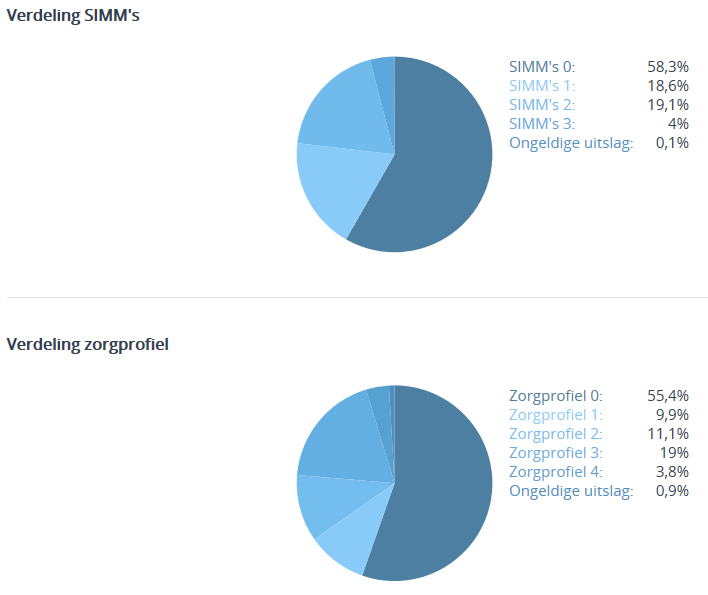 Verdeling SIMM's
SIMM's 0: 58,3%
SIMM's 1: 18,6%
SIMM's 2: 19,1%
SIMM's 3: 4%
Ongeldige uitslag: 0,1%
Verdeling zorgprofiel
Zorgprofiel 0: 55,4%
Zorgprofiel 1: 9,9%
Zorgprofiel 2: 11,1%
Zorgprofiel 3: 19%
Zorgprofiel 4: 3,8%
Ongeldige uitslag: 0,9%